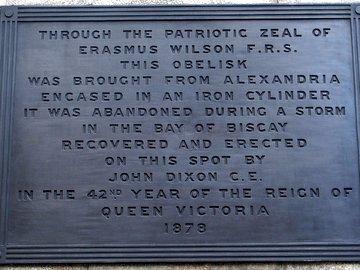 THROUGH THE PATRIOTIC ZEAL OF
ERASMUS WILSON F.R.S.
THIS OBELISK
WAS BROUGHT FROM ALEXANDRIA
ENCASED IN AN IRON CYLINDER
IT WAS ABANDONED DURING A STORM
IN THE BAY OF BISCAY
RECOVERED AND ERECTED
ON THIS SPOT BY
JOHN DIXON C.E.
IN THE 42ND YEAR OF THE REIGN OF
QUEEN VICTORIA
1878